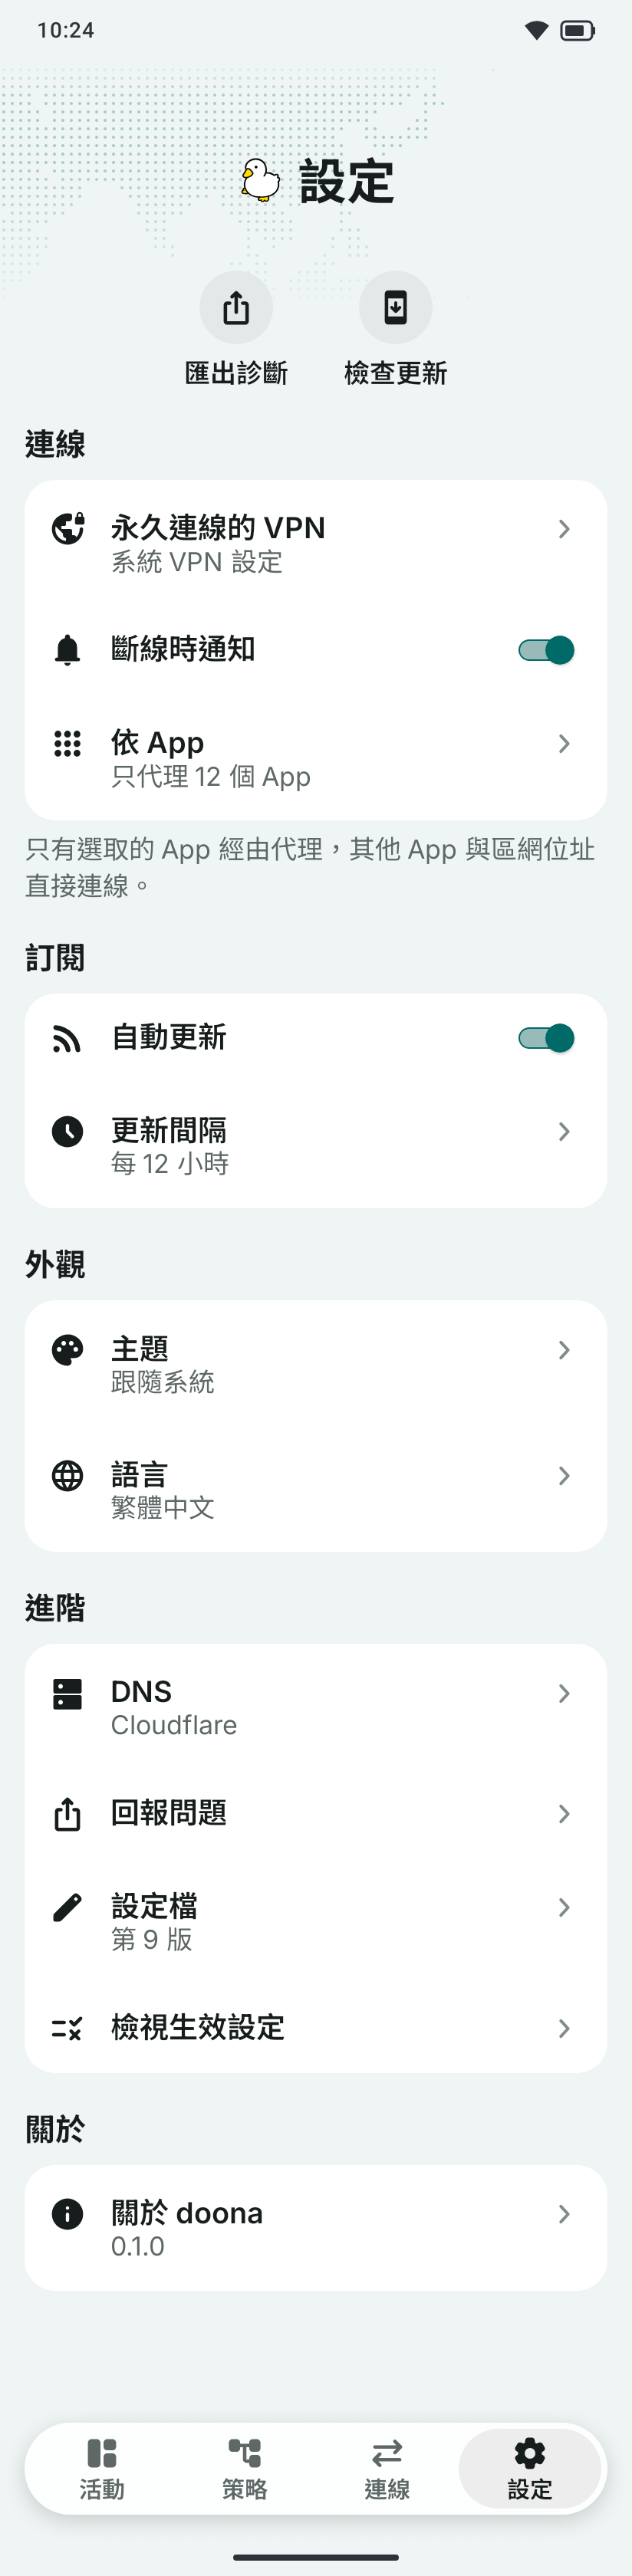 10:24
設定
匯出診斷
檢查更新
連線
永久連線的 VPN
系統 VPN 設定
斷線時通知
依 App
只代理 12 個 App
只有選取的 App 經由代理，其他 App 與區網位址
直接連線。
訂閱
自動更新
更新間隔
每 12 小時
外觀
主題
跟隨系統
語言
繁體中文
進階
DNS
Cloudflare
回報問題
設定檔
第 9 版
檢視生效設定
關於
關於 doona
0.1.0
活動
策略
連線
設定